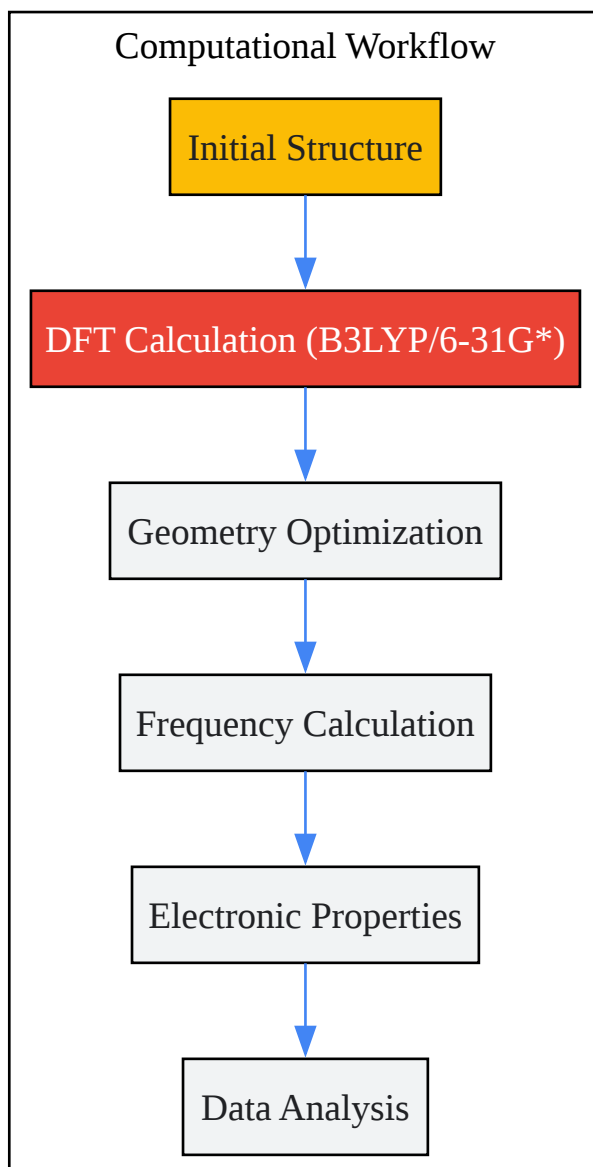 Computational Workflow
Initial Structure
DFT Calculation (B3LYP/6-31G*)
Geometry Optimization
Frequency Calculation
Electronic Properties
Data Analysis